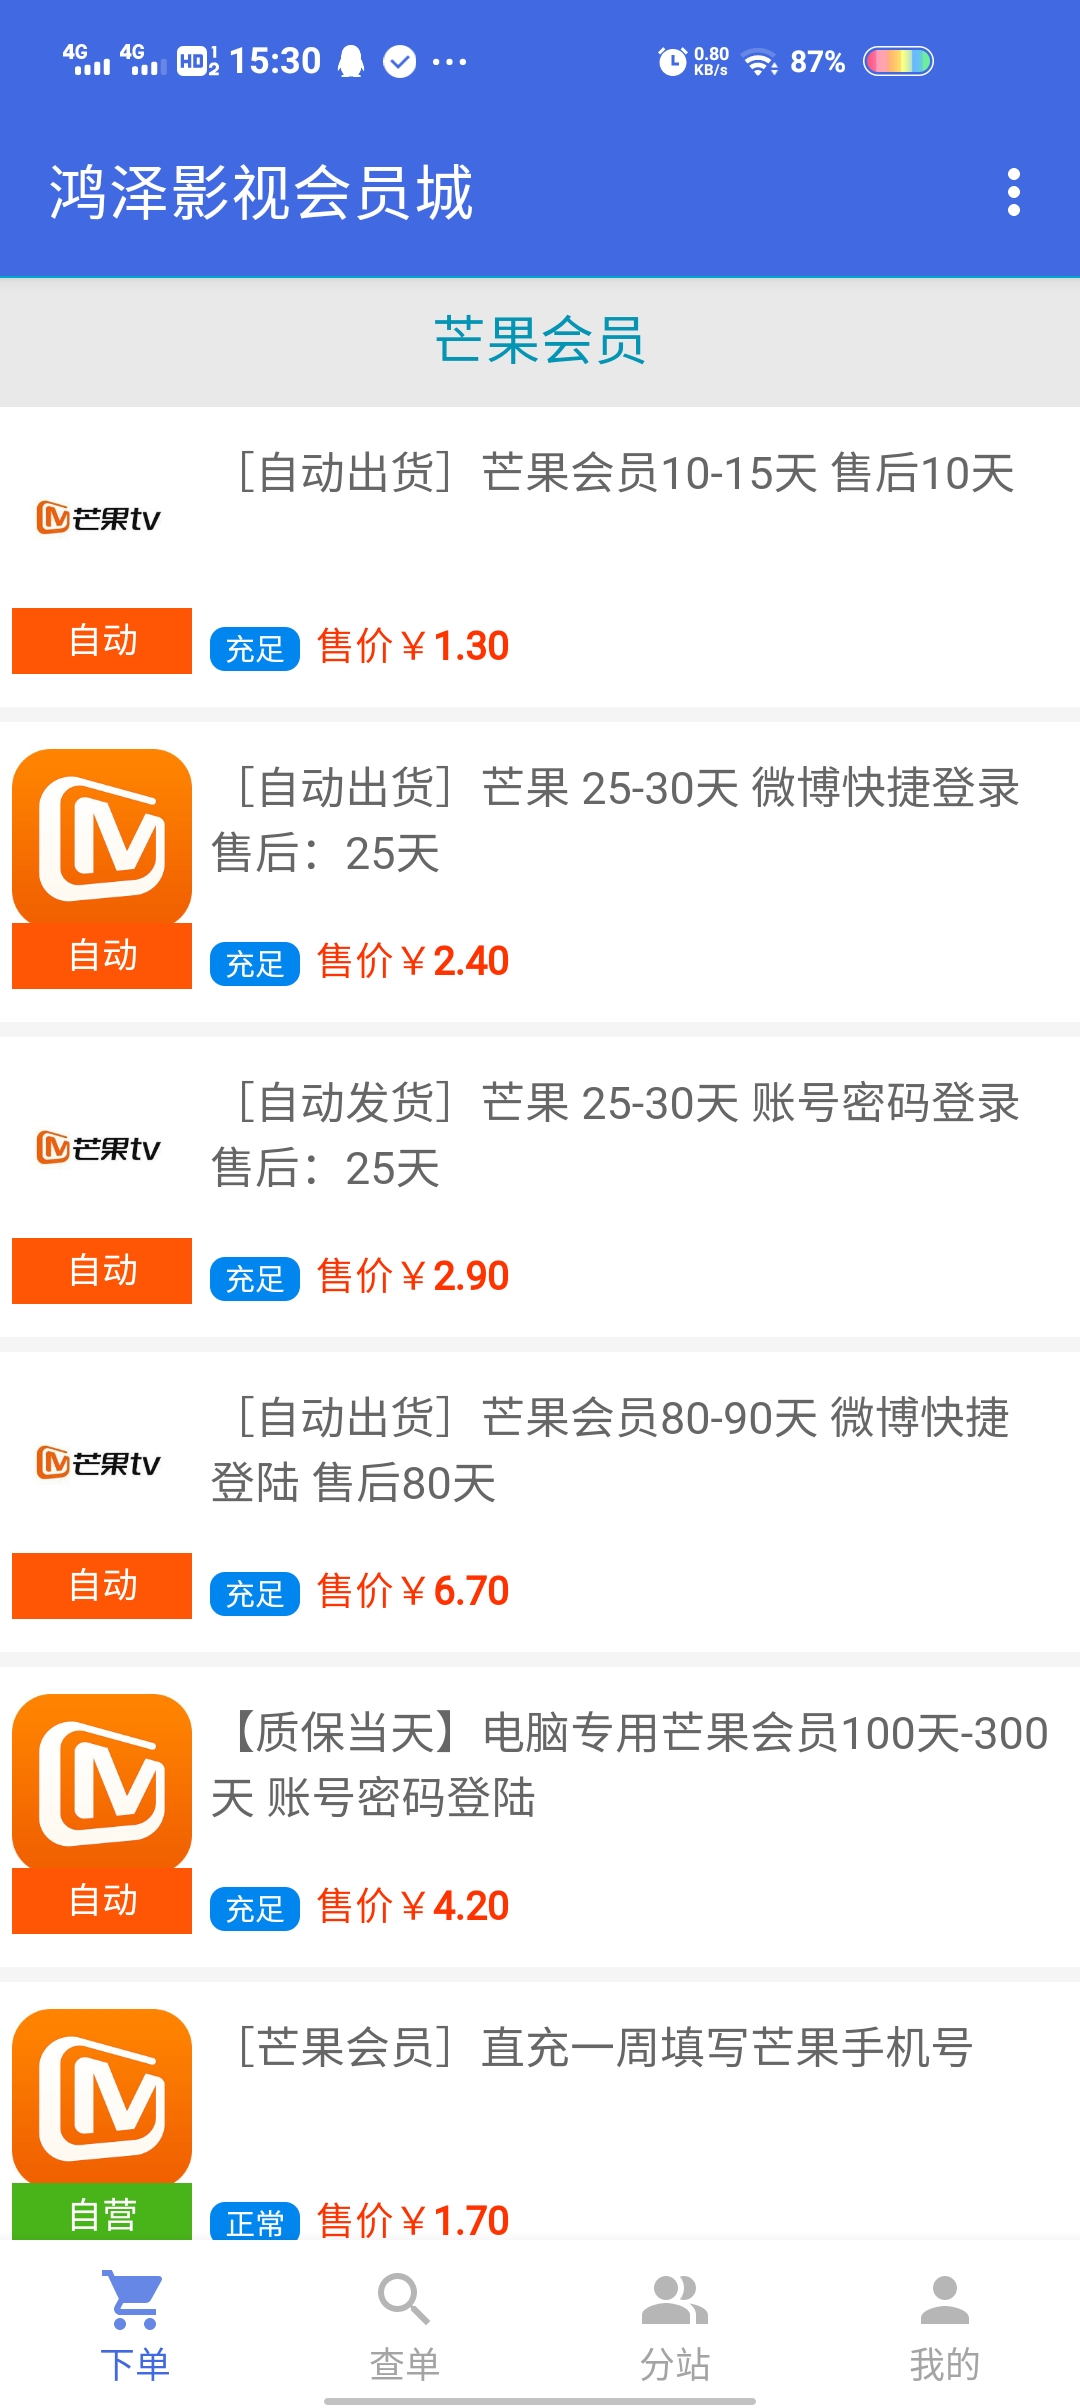 4G 4G HD 1 2 15:30 ... 0.80 KB/s 87%
鸿泽影视会员城
芒果会员
［自动出货］芒果会员10-15天 售后10天
芒果tv
自动
充足 售价￥1.30
［自动出货］芒果 25-30天 微博快捷登录
售后：25天
自动
充足 售价￥2.40
［自动发货］芒果 25-30天 账号密码登录
售后：25天
芒果tv
自动
充足 售价￥2.90
［自动出货］芒果会员80-90天 微博快捷
登陆 售后80天
芒果tv
自动
充足 售价￥6.70
【质保当天】电脑专用芒果会员100天-300
天 账号密码登陆
自动
充足 售价￥4.20
［芒果会员］直充一周填写芒果手机号
自营
正常 售价￥1.70
下单 查单 分站 我的